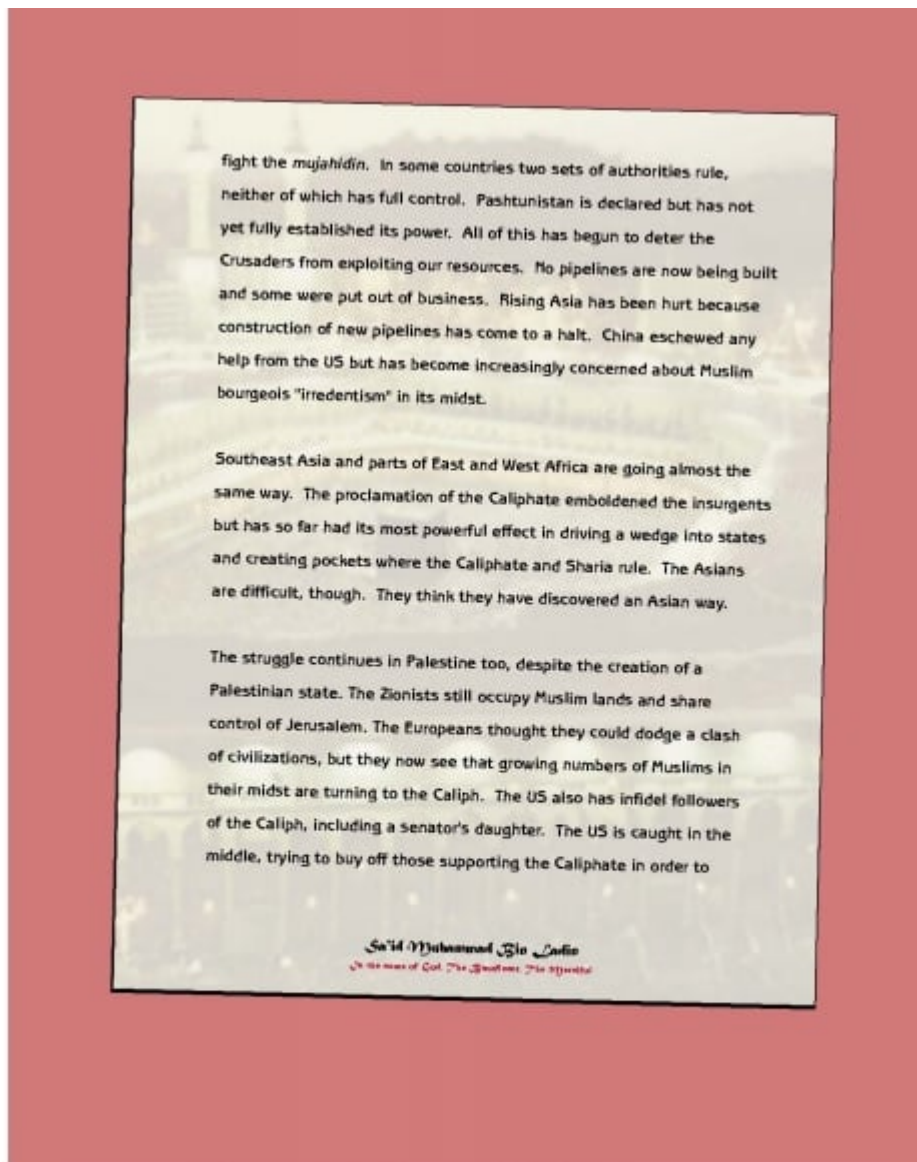 fight the mujahidin. In some countries two sets of authorities rule,
neither of which has full control. Pashtunistan is declared but has not
yet fully established its power. All of this has begun to deter the
Crusaders from exploiting our resources. No pipelines are now being built
and some were put out of business. Rising Asia has been hurt because
construction of new pipelines has come to a halt. China eschewed any
help from the US but has become increasingly concerned about Muslim
bourgeois "irredentism" in its midst.
Southeast Asia and parts of East and West Africa are going almost the
same way. The proclamation of the Caliphate emboldened the insurgents
but has so far had its most powerful effect in driving a wedge into states
and creating pockets where the Caliphate and Sharia rule. The Asians
are difficult, though. They think they have discovered an Asian way.
The struggle continues in Palestine too, despite the creation of a
Palestinian state. The Zionists still occupy Muslim lands and share
control of Jerusalem. The Europeans thought they could dodge a clash
of civilizations, but they now see that growing numbers of Muslims in
their midst are turning to the Caliph. The US also has infidel followers
of the Caliph, including a senator's daughter. The US is caught in the
middle, trying to buy off those supporting the Caliphate in order to
Sa'id Muhammad Bin Ladin
In the name of God, The Beneficent, The Merciful